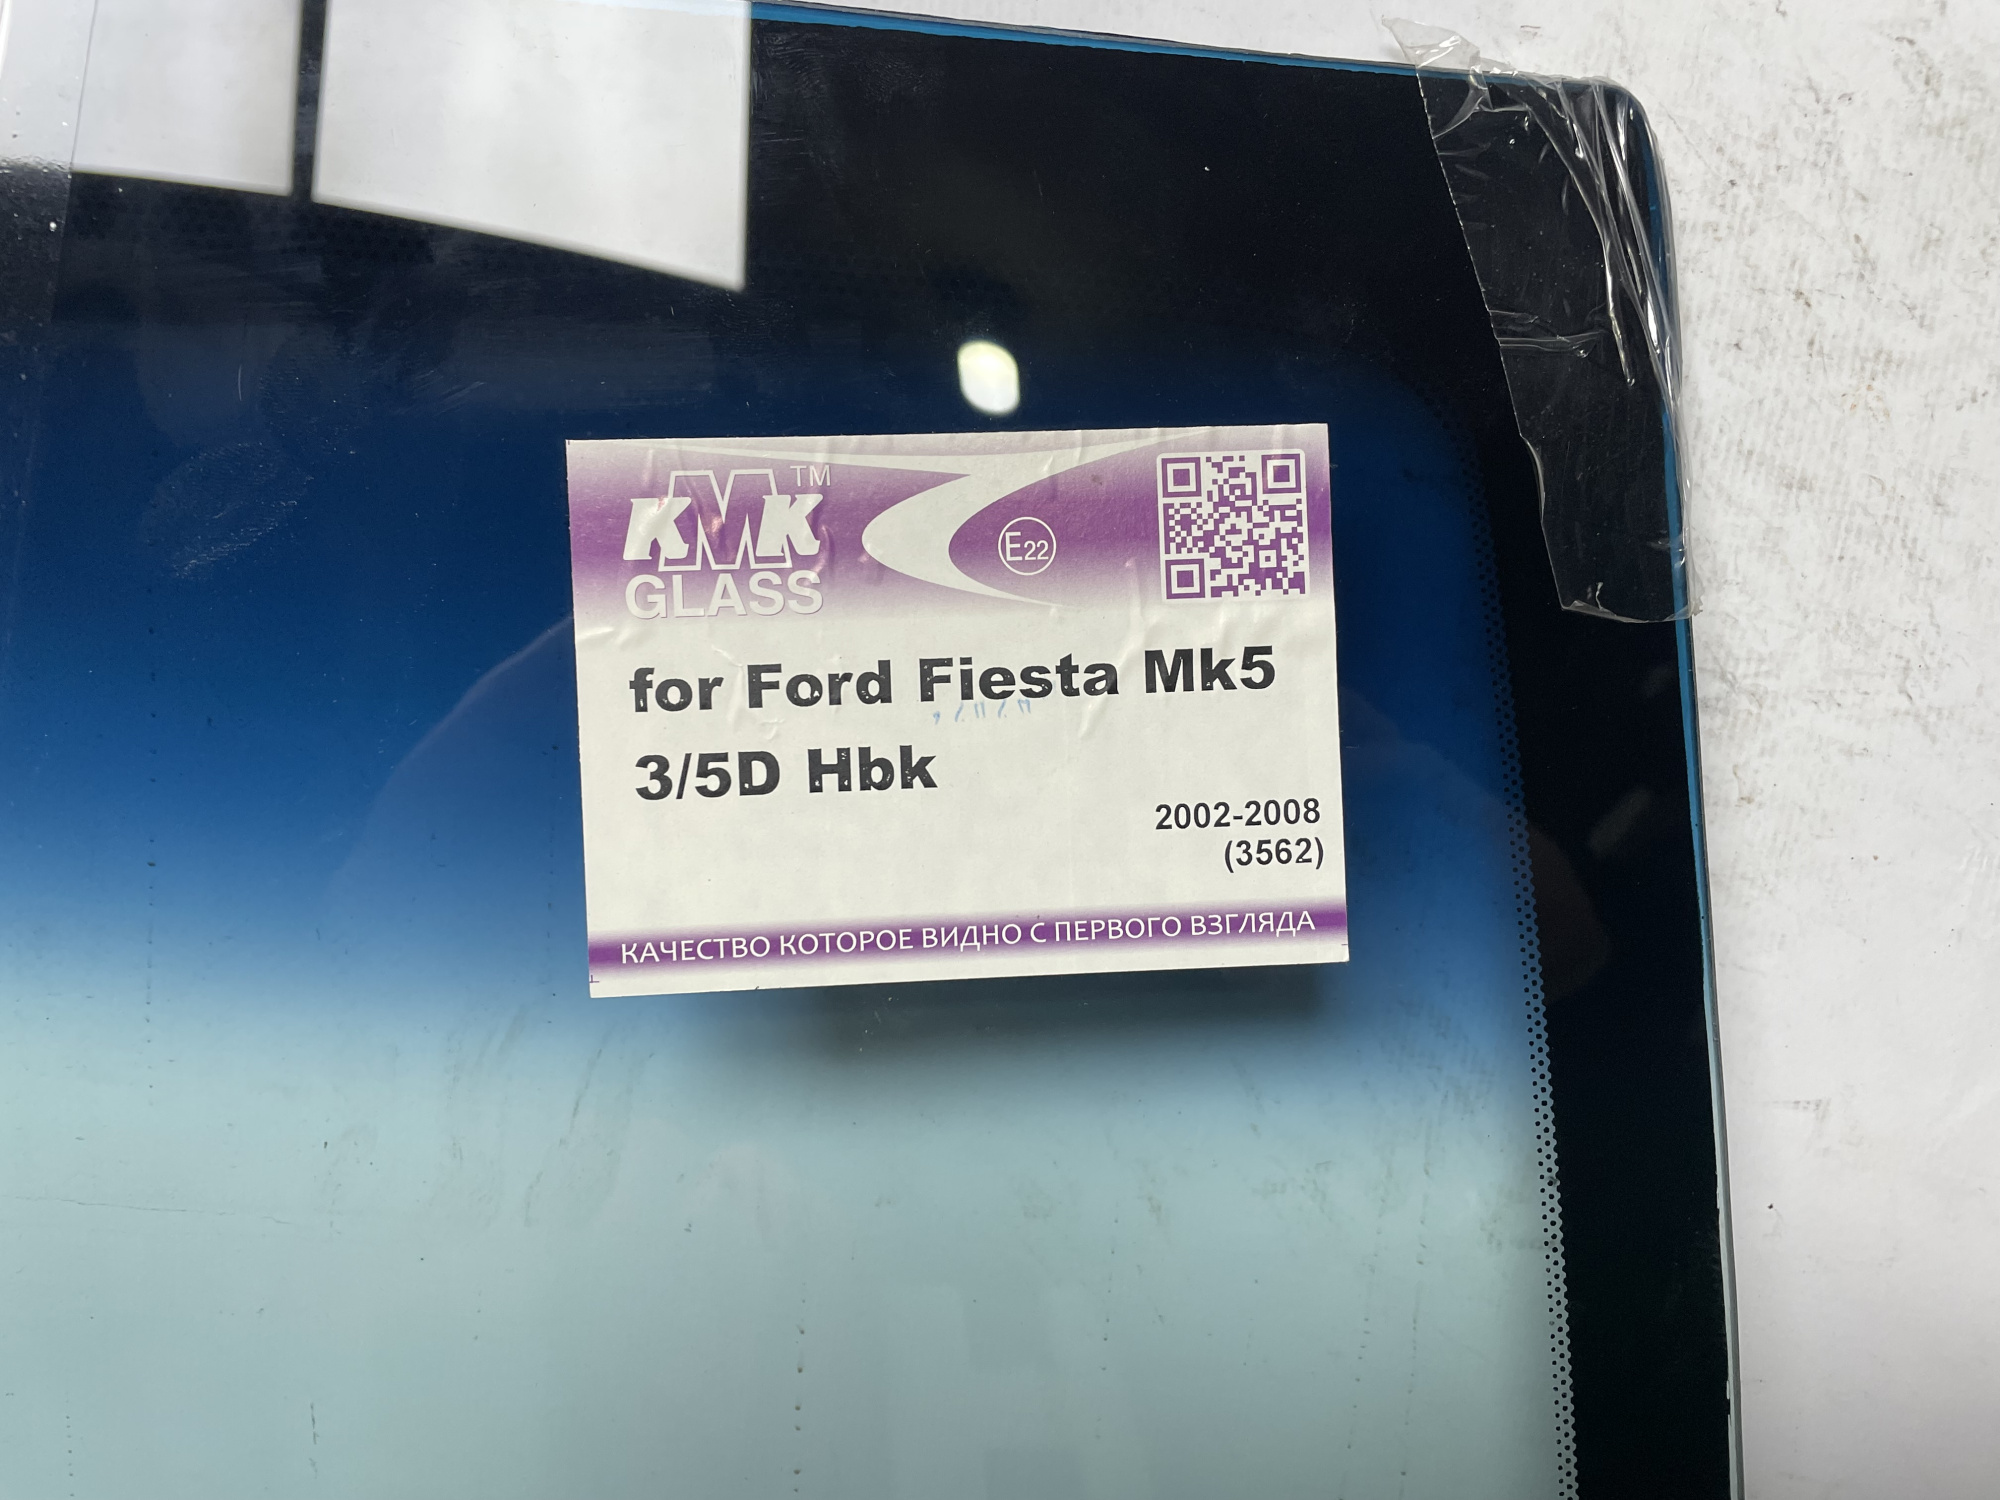 KMK™
GLASS
E22
for Ford Fiesta Mk5
3/5D Hbk
2002-2008
(3562)
КАЧЕСТВО КОТОРОЕ ВИДНО С ПЕРВОГО ВЗГЛЯДА